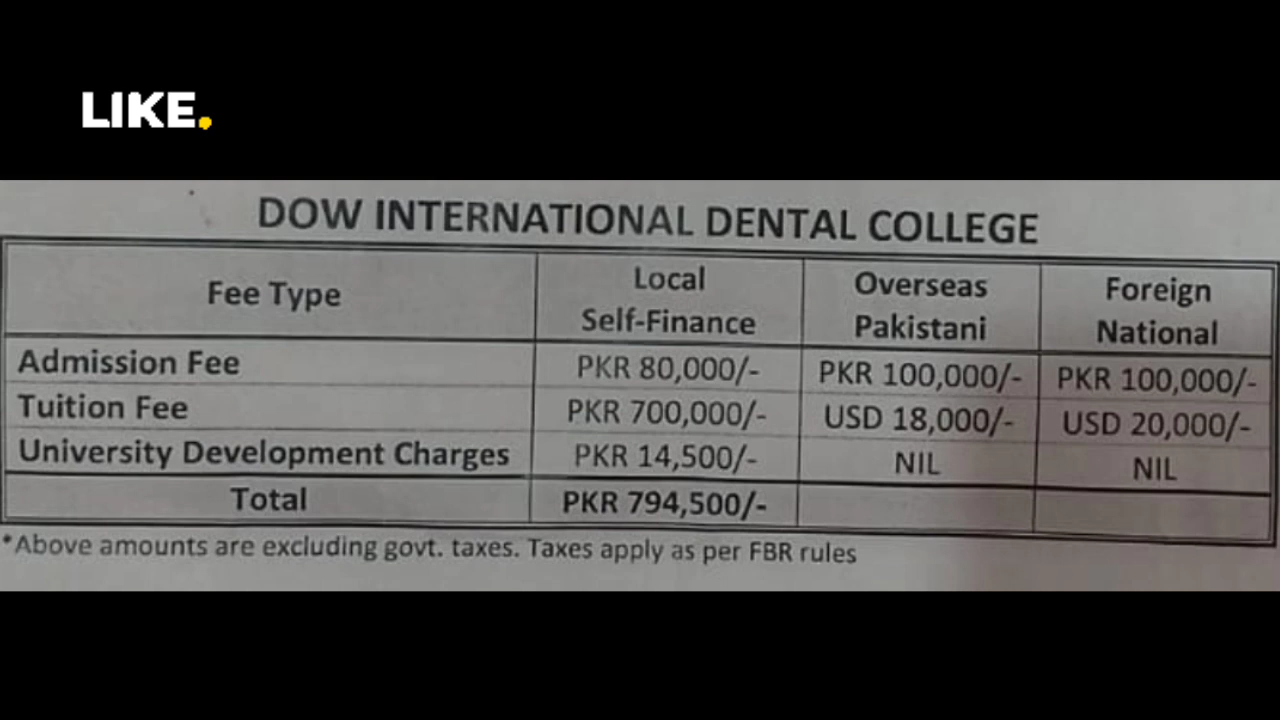 LIKE.
DOW INTERNATIONAL DENTAL COLLEGE
Fee Type Local Self-Finance Overseas Pakistani Foreign National
Admission Fee PKR 80,000/- PKR 100,000/- PKR 100,000/-
Tuition Fee PKR 700,000/- USD 18,000/- USD 20,000/-
University Development Charges PKR 14,500/- NIL NIL
Total PKR 794,500/-
*Above amounts are excluding govt. taxes. Taxes apply as per FBR rules